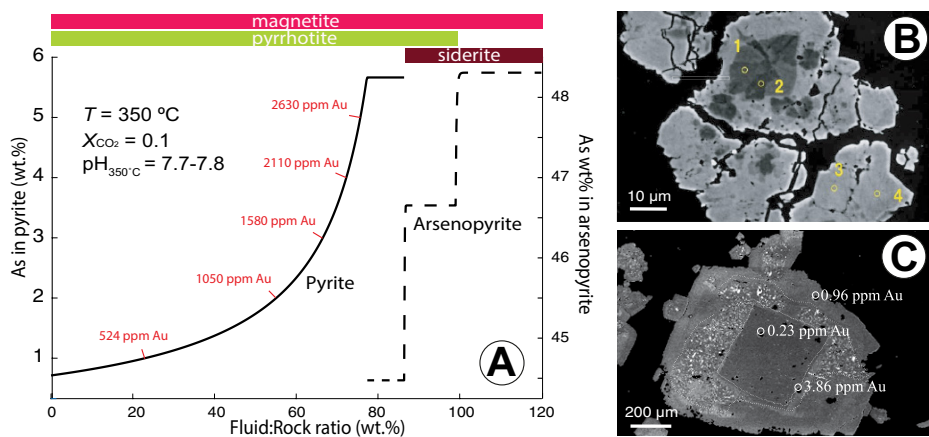 magnetite
pyrrhotite
siderite
6
5
4
3
2
1
As in pyrite (wt.%)
T = 350 ºC
XCO₂ = 0.1
pH350˚C = 7.7-7.8
2630 ppm Au
2110 ppm Au
1580 ppm Au
1050 ppm Au
524 ppm Au
Pyrite
Arsenopyrite
A
48
47
46
45
As wt% in arsenopyrite
0
20
40
60
80
100
120
Fluid:Rock ratio (wt.%)
B
1
2
3
4
10 µm
C
0.96 ppm Au
0.23 ppm Au
3.86 ppm Au
200 µm